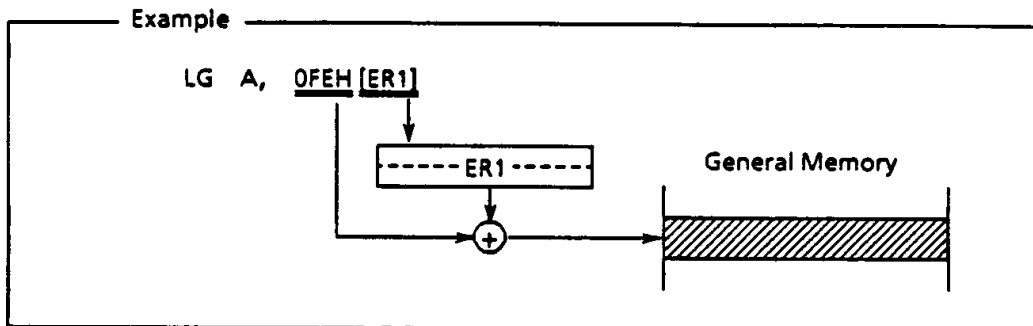 Example
LG A, 0FEH [ER1]
ER1
General Memory
+